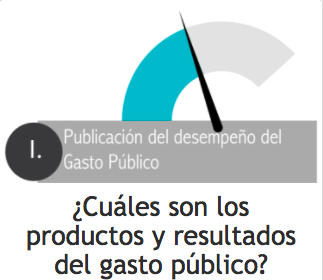 I.
Publicación del desempeño del
Gasto Público
¿Cuáles son los
productos y resultados
del gasto público?